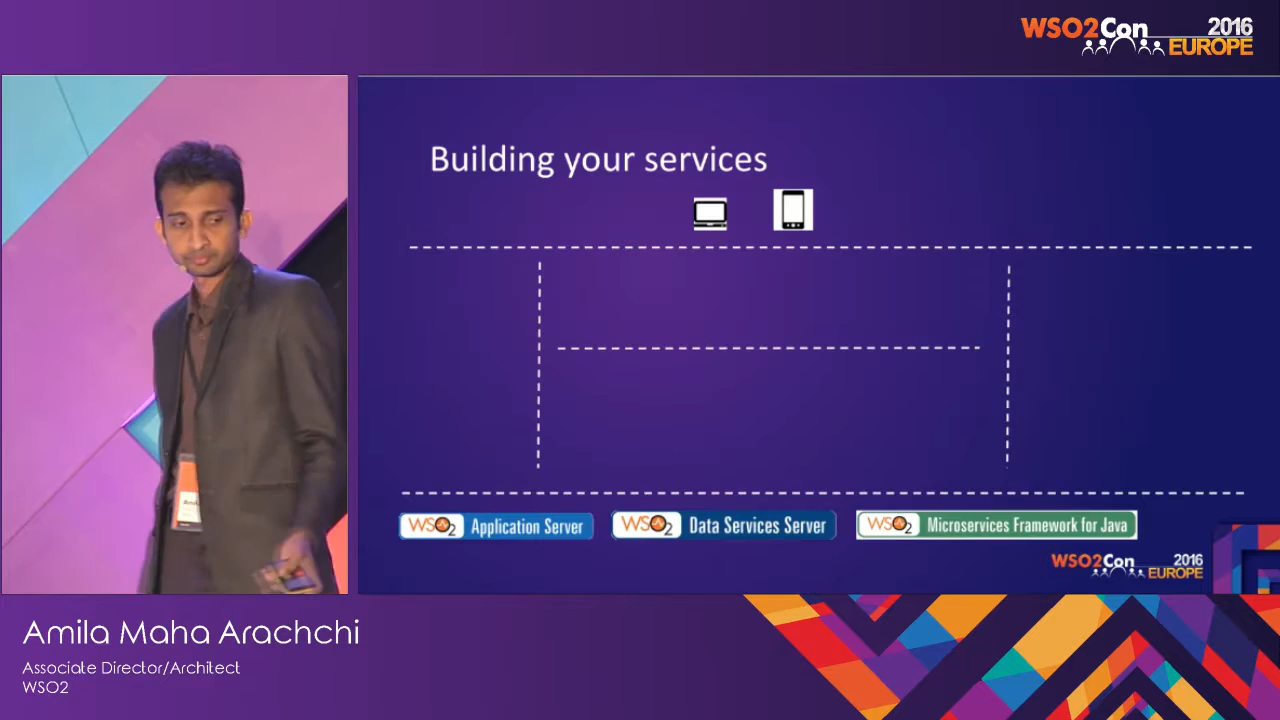 WSO2Con 2016
EUROPE
Building your services
WSO2 Application Server
WSO2 Data Services Server
WSO2 Microservices Framework for Java
WSO2Con 2016
EUROPE
Amila Maha Arachchi
Associate Director/Architect
WSO2